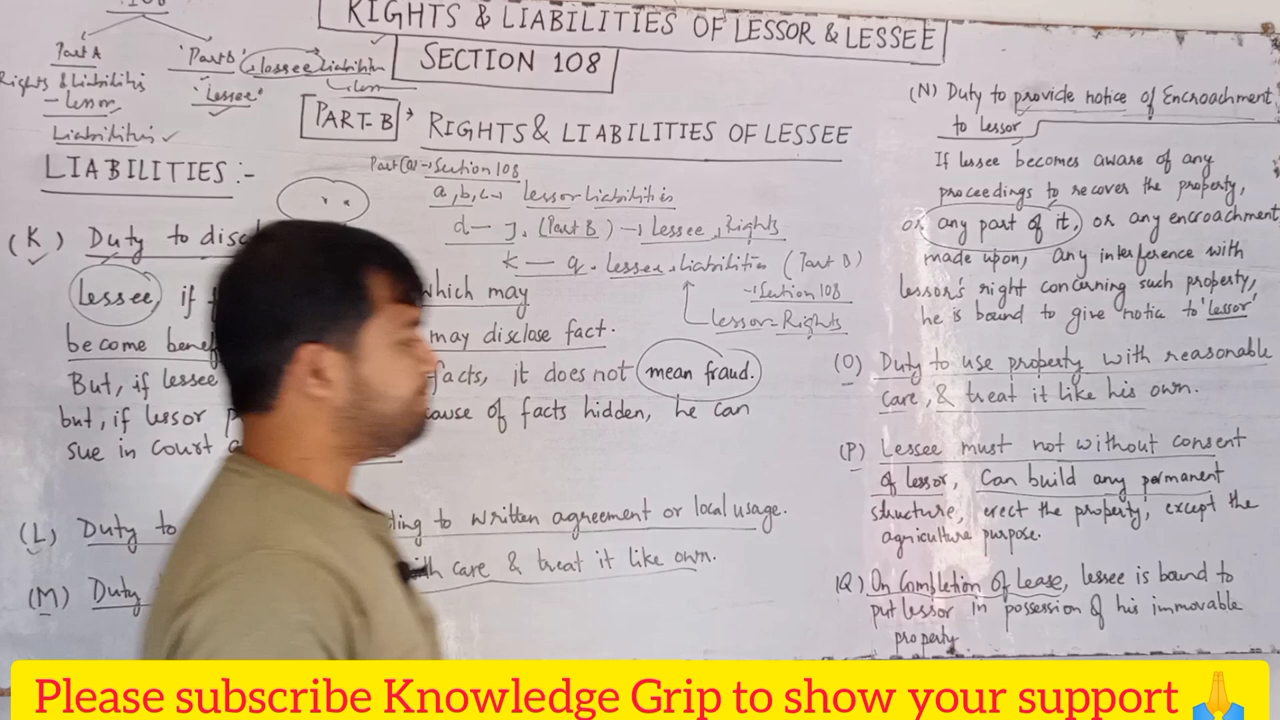 108
RIGHTS & LIABILITIES OF LESSOR & LESSEE
SECTION 108
Part A
Rights & Liabilities
- Lessor
Liabilities
'Part B'
'Lessee'
Lessee Liabilities
PART-B
RIGHTS & LIABILITIES OF LESSEE
LIABILITIES :-
Section 108
a, b, c → lessor liabilities
d — j. (Part B) → Lessee, Rights
k — q. lessee, liabilities (Part B)
Section 108
Lessor - Rights
(K) Duty to disc
Lessee, if which may
become benef may disclose fact.
But, if lessee facts, it does not mean fraud.
but, if lessor cause of facts hidden, he can
sue in court
(L) Duty to ding to written agreement or local usage.
(M) Duty with care & treat it like own.
(N) Duty to provide notice of Encroachment
to lessor
If lessee becomes aware of any
proceedings to recover the property,
or any part of it, or any encroachment
made upon, any interference with
lessor's right concerning such property,
he is bound to give notice to 'lessor'
(O) Duty to use property with reasonable
care, & treat it like his own.
(P) Lessee must not without consent
of lessor, Can build any permanent
structure, erect the property, except the
agriculture purpose.
(Q) On Completion of Lease, lessee is bound to
put lessor in possession of his immovable
property
Please subscribe Knowledge Grip to show your support 🙏